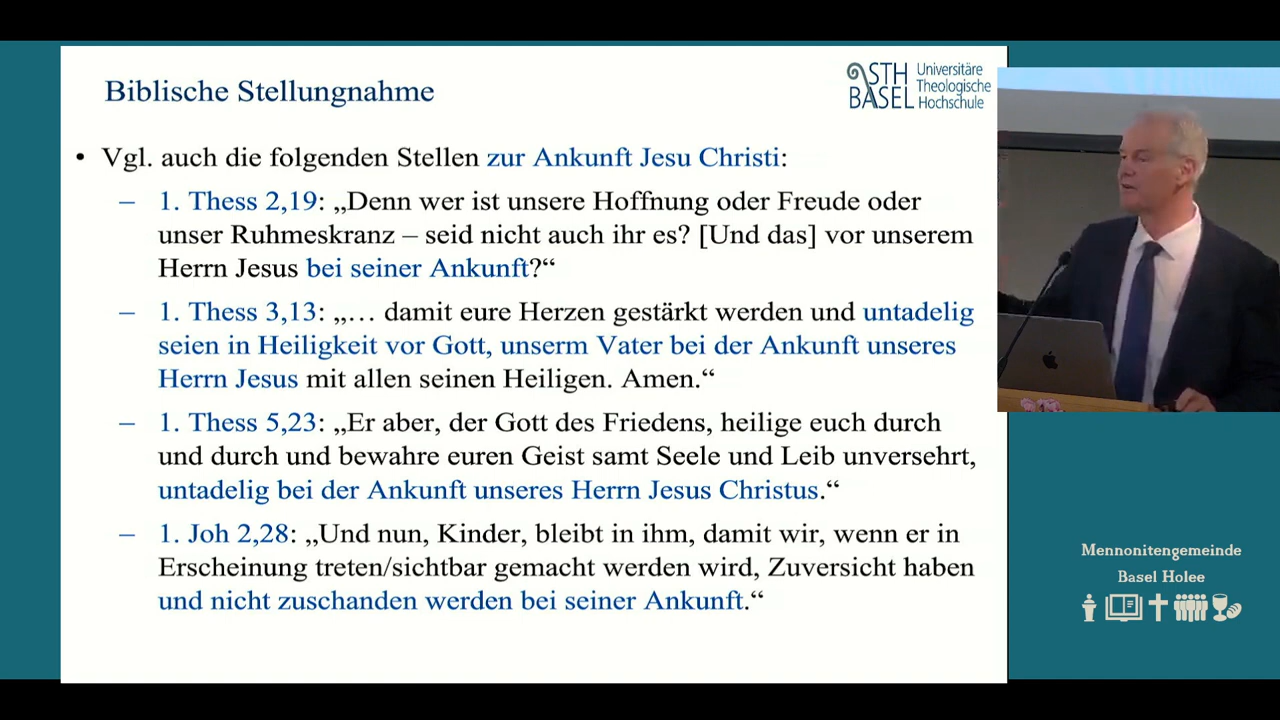 Biblische Stellungnahme
STH BASEL
Universitäre
Theologische
Hochschule
• Vgl. auch die folgenden Stellen zur Ankunft Jesu Christi:
– 1. Thess 2,19: „Denn wer ist unsere Hoffnung oder Freude oder
unser Ruhmeskranz – seid nicht auch ihr es? [Und das] vor unserem
Herrn Jesus bei seiner Ankunft?“
– 1. Thess 3,13: „… damit eure Herzen gestärkt werden und untadelig
seien in Heiligkeit vor Gott, unserm Vater bei der Ankunft unseres
Herrn Jesus mit allen seinen Heiligen. Amen.“
– 1. Thess 5,23: „Er aber, der Gott des Friedens, heilige euch durch
und durch und bewahre euren Geist samt Seele und Leib unversehrt,
untadelig bei der Ankunft unseres Herrn Jesus Christus.“
– 1. Joh 2,28: „Und nun, Kinder, bleibt in ihm, damit wir, wenn er in
Erscheinung treten/sichtbar gemacht werden wird, Zuversicht haben
und nicht zuschanden werden bei seiner Ankunft.“
Mennonitengemeinde
Basel Holee